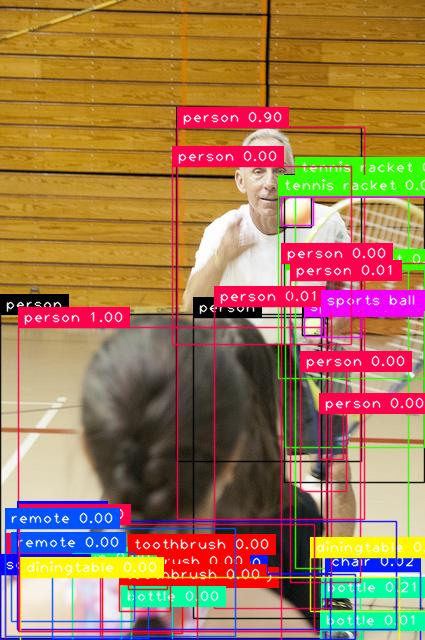 person 0.90
person 0.00
tennis racket
tennis racket 0.0
person 0.00
person 0.01
person 0.01
sports ball
person
person
person 1.00
person 0.00
person 0.00
remote 0.00
remote 0.00
toothbrush 0.00
diningtable 0.
diningtable 0.00
chair 0.02
bottle 0.00
bottle 0.21
bottle 0.01